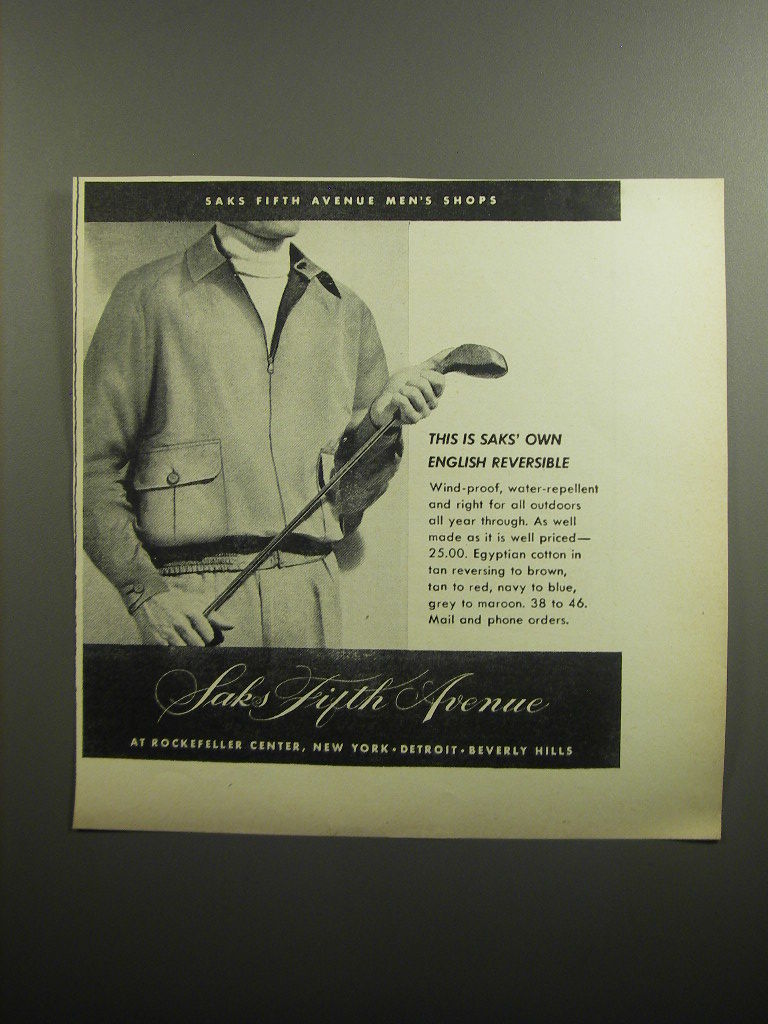 SAKS FIFTH AVENUE MEN'S SHOPS
THIS IS SAKS' OWN
ENGLISH REVERSIBLE
Wind-proof, water-repellent
and right for all outdoors
all year through. As well
made as it is well priced—
25.00. Egyptian cotton in
tan reversing to brown,
tan to red, navy to blue,
grey to maroon. 38 to 46.
Mail and phone orders.
Saks Fifth Avenue
AT ROCKEFELLER CENTER, NEW YORK • DETROIT • BEVERLY HILLS